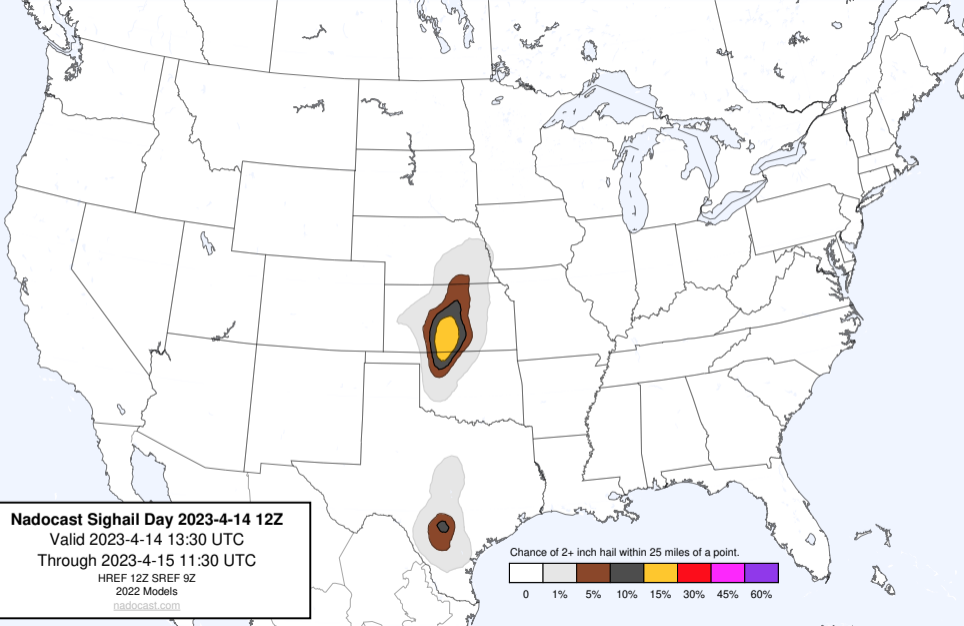 Nadocast Sighail Day 2023-4-14 12Z
Valid 2023-4-14 13:30 UTC
Through 2023-4-15 11:30 UTC
HREF 12Z SREF 9Z
2022 Models
nadocast.com
Chance of 2+ inch hail within 25 miles of a point.
0 1% 5% 10% 15% 30% 45% 60%